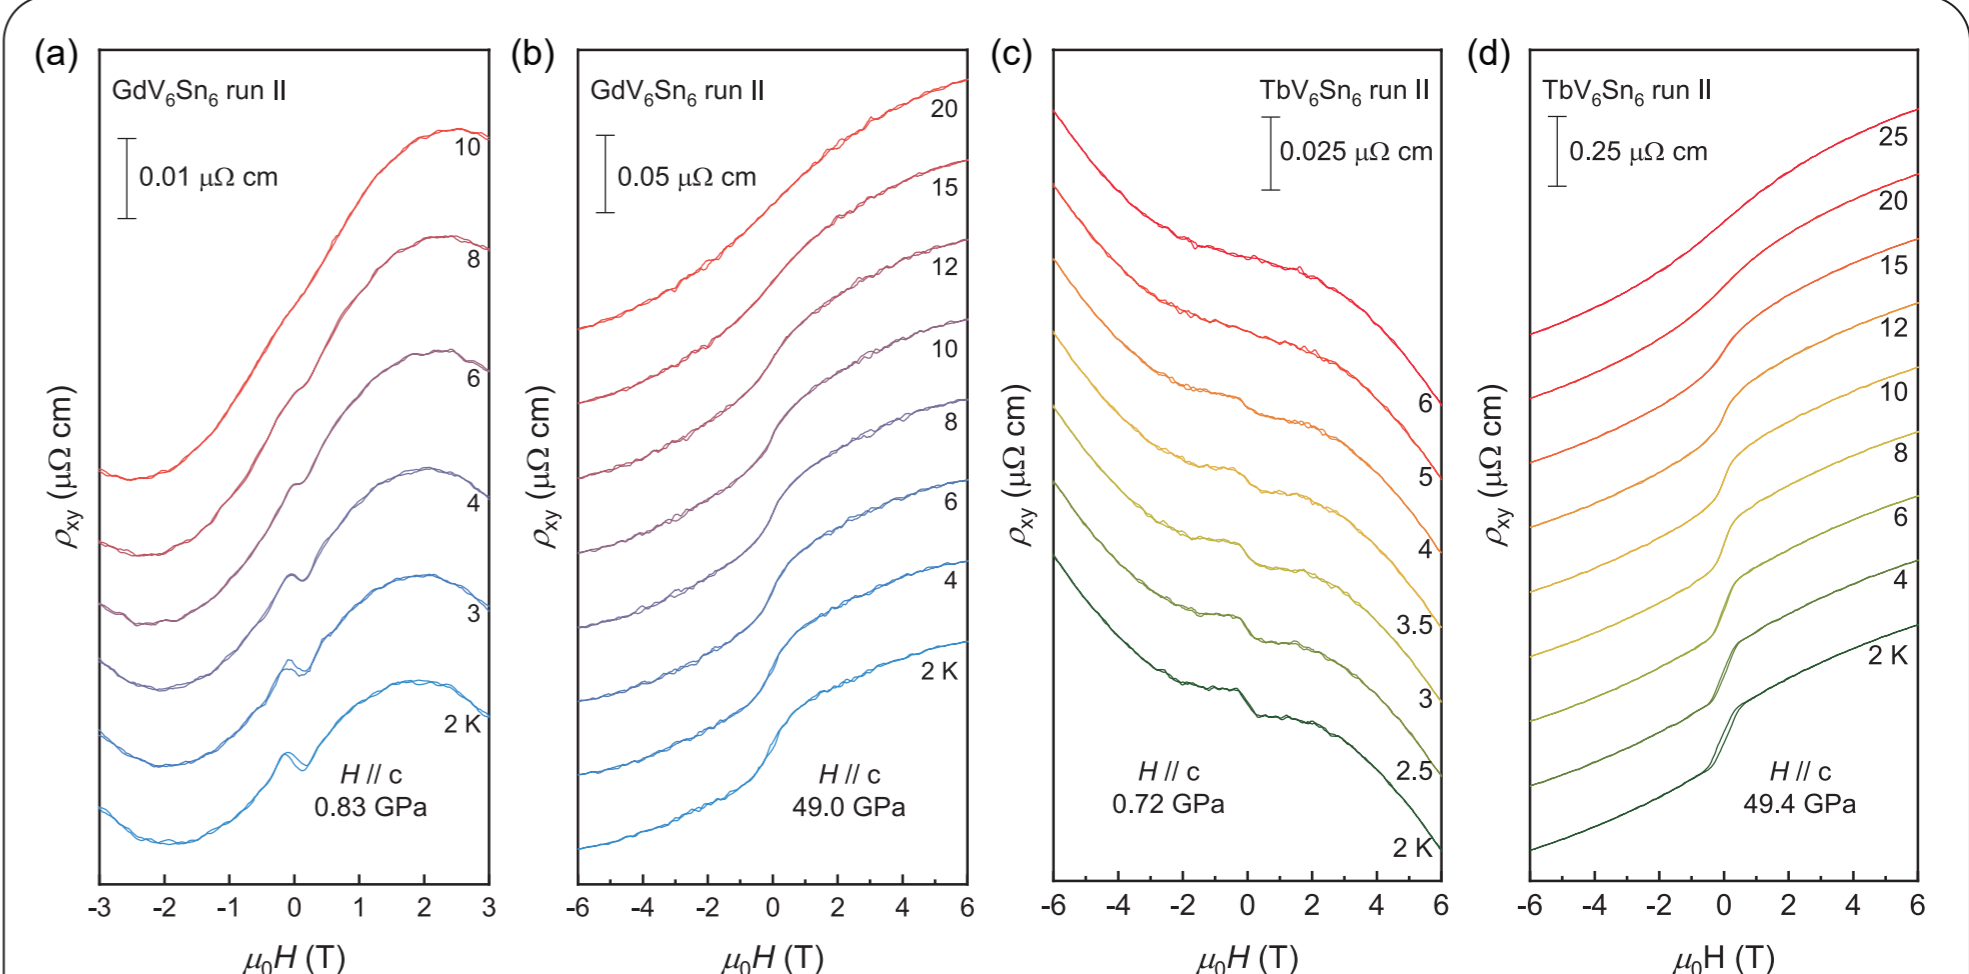 (a)
GdV₆Sn₆ run II
0.01 μΩ cm
10
8
6
4
3
2 K
H // c
0.83 GPa
ρxy (μΩ cm)
-3 -2 -1 0 1 2 3
μ₀H (T)
(b)
GdV₆Sn₆ run II
0.05 μΩ cm
20
15
12
10
8
6
4
2 K
H // c
49.0 GPa
ρxy (μΩ cm)
-6 -4 -2 0 2 4 6
μ₀H (T)
(c)
TbV₆Sn₆ run II
0.025 μΩ cm
6
5
4
3.5
3
2.5
2 K
H // c
0.72 GPa
ρxy (μΩ cm)
-6 -4 -2 0 2 4 6
μ₀H (T)
(d)
TbV₆Sn₆ run II
0.25 μΩ cm
25
20
15
12
10
8
6
4
2 K
H // c
49.4 GPa
ρxy (μΩ cm)
-6 -4 -2 0 2 4 6
μ₀H (T)